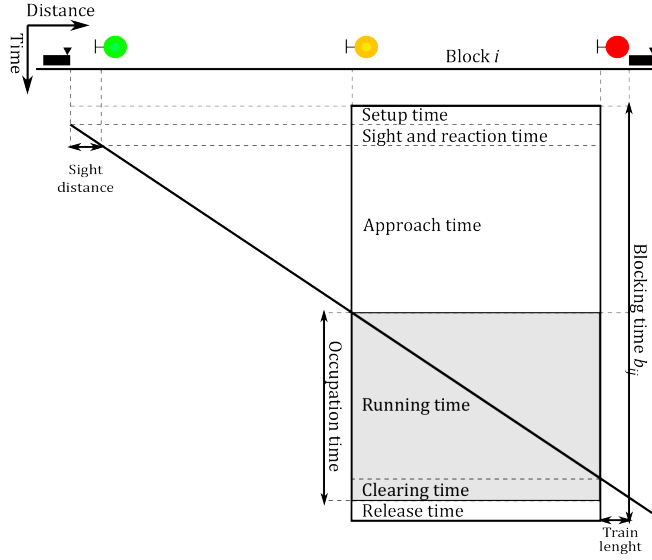 Distance
Time
Block i
Setup time
Sight and reaction time
Sight
distance
Approach time
Blocking time bij
Occupation time
Running time
Clearing time
Release time
Train
lenght